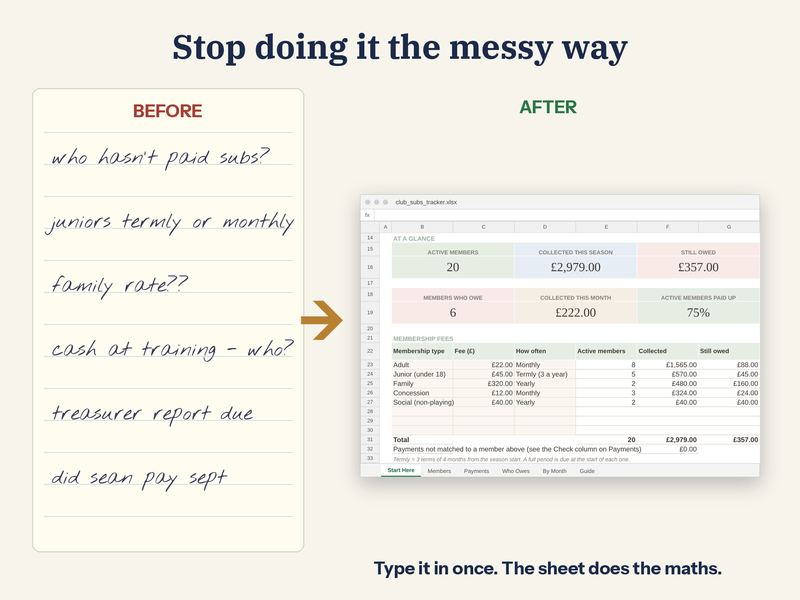 Stop doing it the messy way
BEFORE
who hasn't paid subs?
juniors termly or monthly
family rate??
cash at training - who?
treasurer report due
did sean pay sept
AFTER
club_subs_tracker.xlsx
fx
A B C D E F G
14 AT A GLANCE
15 ACTIVE MEMBERS COLLECTED THIS SEASON STILL OWED
16 20 £2,979.00 £357.00
17
18 MEMBERS WHO OWE COLLECTED THIS MONTH ACTIVE MEMBERS PAID UP
19 6 £222.00 75%
20
21 MEMBERSHIP FEES
22 Membership type Fee (£) How often Active members Collected Still owed
23 Adult £22.00 Monthly 8 £1,565.00 £88.00
24 Junior (under 18) £45.00 Termly (3 a year) 5 £570.00 £45.00
25 Family £320.00 Yearly 2 £480.00 £160.00
26 Concession £12.00 Monthly 3 £324.00 £24.00
27 Social (non-playing) £40.00 Yearly 2 £40.00 £40.00
28
29
30
31 Total 20 £2,979.00 £357.00
32 Payments not matched to a member above (see the Check column on Payments) £0.00
33 Termly = 3 terms of 4 months from the season start. A full period is due at the start of each one.
Start Here Members Payments Who Owes By Month Guide
Type it in once. The sheet does the maths.